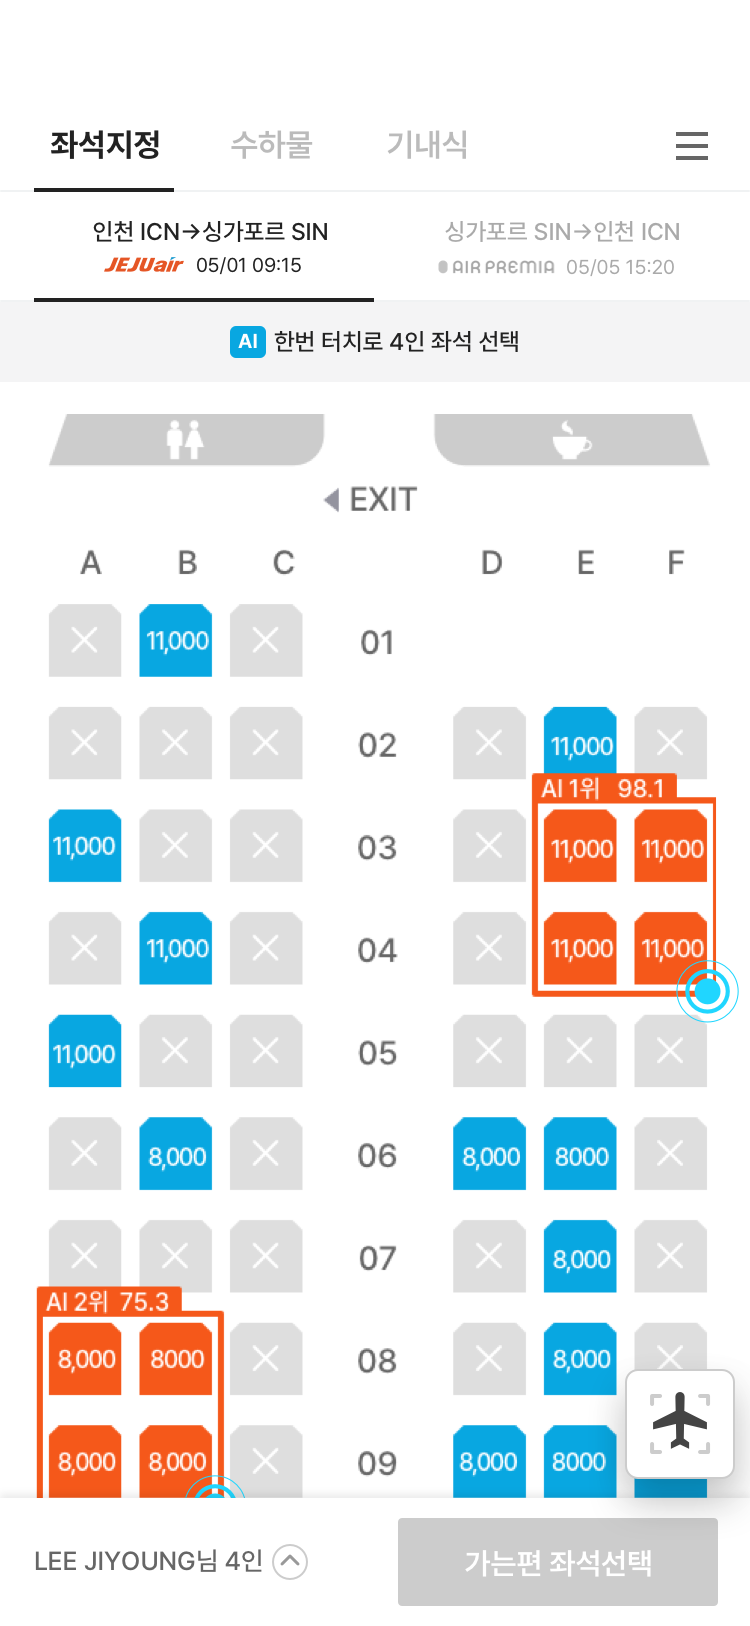 좌석지정 수하물 기내식
인천 ICN→싱가포르 SIN 싱가포르 SIN→인천 ICN
JEJUair 05/01 09:15 AIR PREMIA 05/05 15:20
AI 한번 터치로 4인 좌석 선택
EXIT
A B C D E F
11,000 01
02 11,000
AI 1위 98.1
11,000 03 11,000 11,000
11,000 04 11,000 11,000
11,000 05
8,000 06 8,000 8000
07 8,000
AI 2위 75.3
8,000 8000 08 8,000
8,000 8,000 09 8,000 8000
LEE JIYOUNG님 4인 가는편 좌석선택